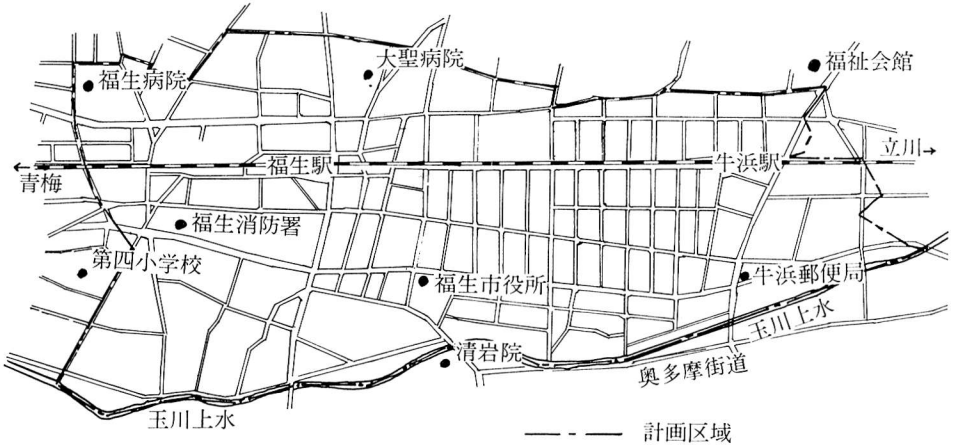 大聖病院
福祉会館
福生病院
福生駅
牛浜駅
立川→
←
青梅
福生消防署
第四小学校
福生市役所
牛浜郵便局
玉川上水
清岩院
奥多摩街道
玉川上水
計画区域